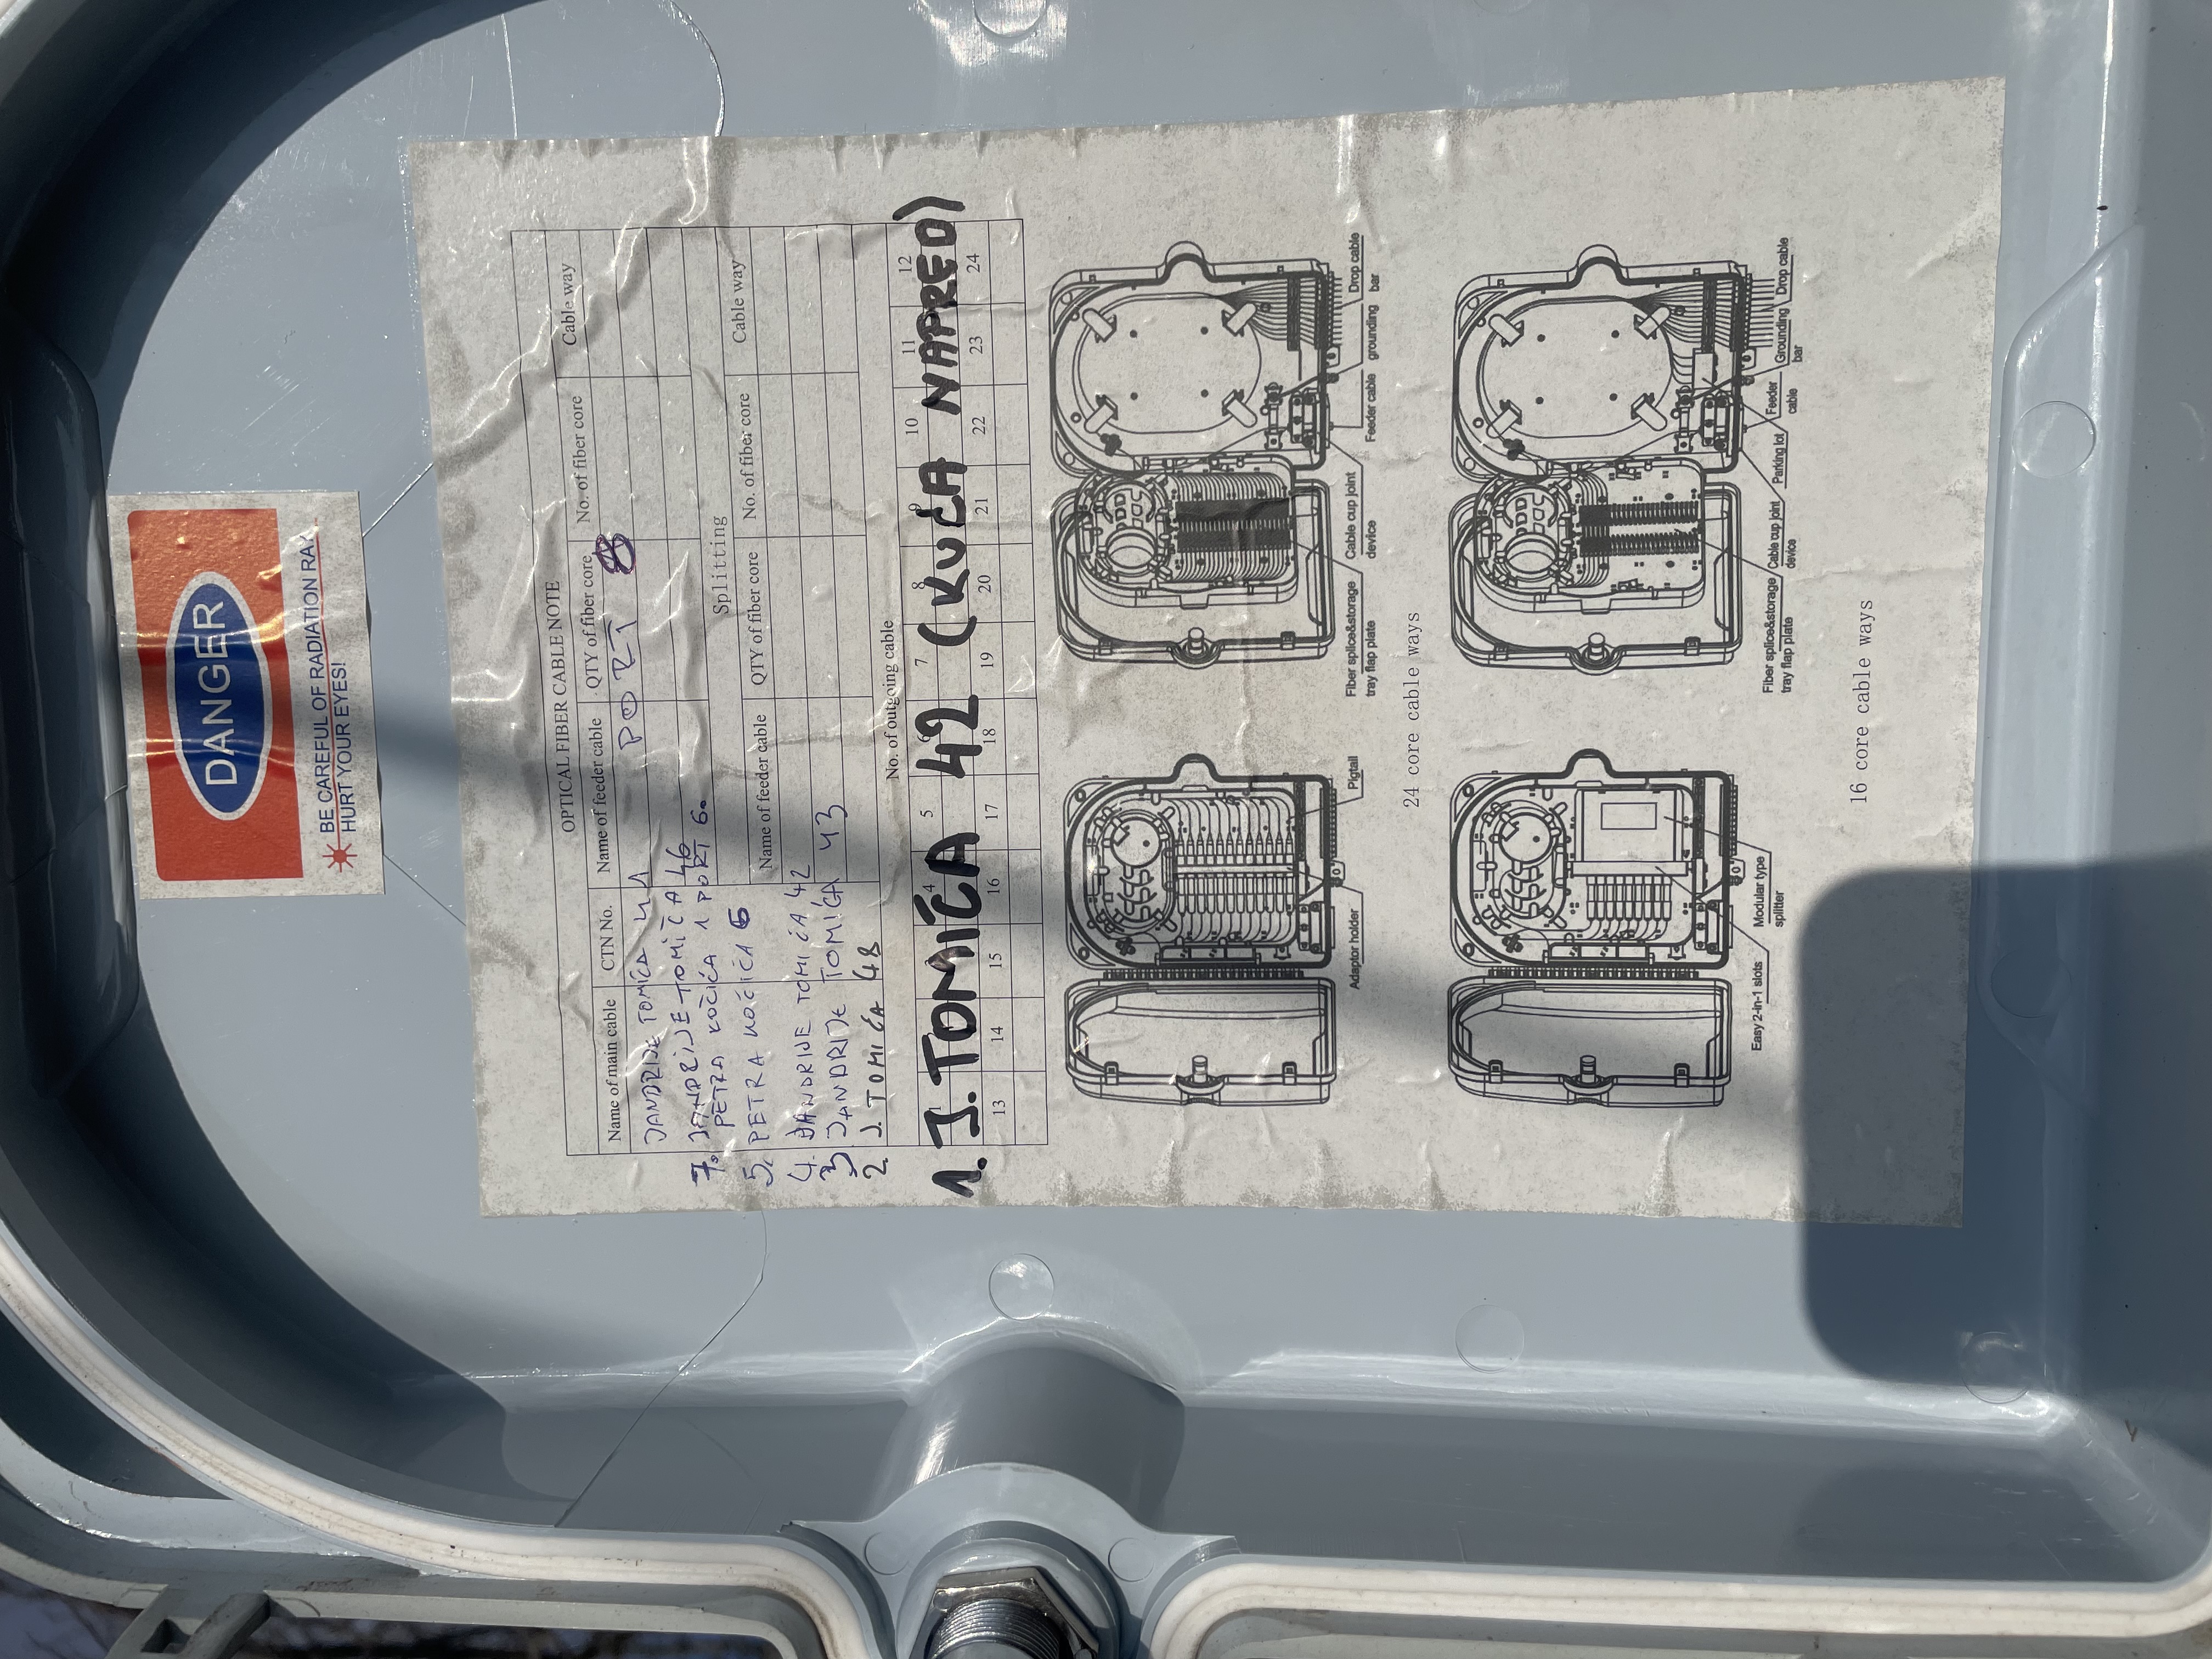 DANGER
BE CAREFUL OF RADIATION RAY
HURT YOUR EYES!
OPTICAL FIBER CABLE NOTE
Name of main cable CTN No. Name of feeder cable QTY of fiber core No. of fiber core Cable way
JANDRIJE TOMIĆA 41 PORT 8
7. JANDRIJE TOMIĆA 46
PETRA KOČIĆA 1 PORT 6.
Splitting
5. PETRA KOČIĆA 5
Name of feeder cable QTY of fiber core No. of fiber core Cable way
4. JANDRIJE TOMIĆA 42
3. JANDRIJE TOMIĆA 43
2. J. TOMIĆA 48
No. of outgoing cable
4 5 6 7 8 9 10 11 12
1. J. TOMIĆA 42 (KUĆA NAPRED)
13 14 15 16 17 18 19 20 21 22 23 24
Adaptor holder
Pigtail
Fiber splice&storage
tray flap plate
Cable cup joint
device
Feeder cable
grounding
bar
Drop cable
24 core cable ways
Easy 2-in-1 slots
Modular type
splitter
Fiber splice&storage
tray flap plate
Cable cup joint
device
Parking lot
Feeder
cable
Grounding
bar
Drop cable
16 core cable ways